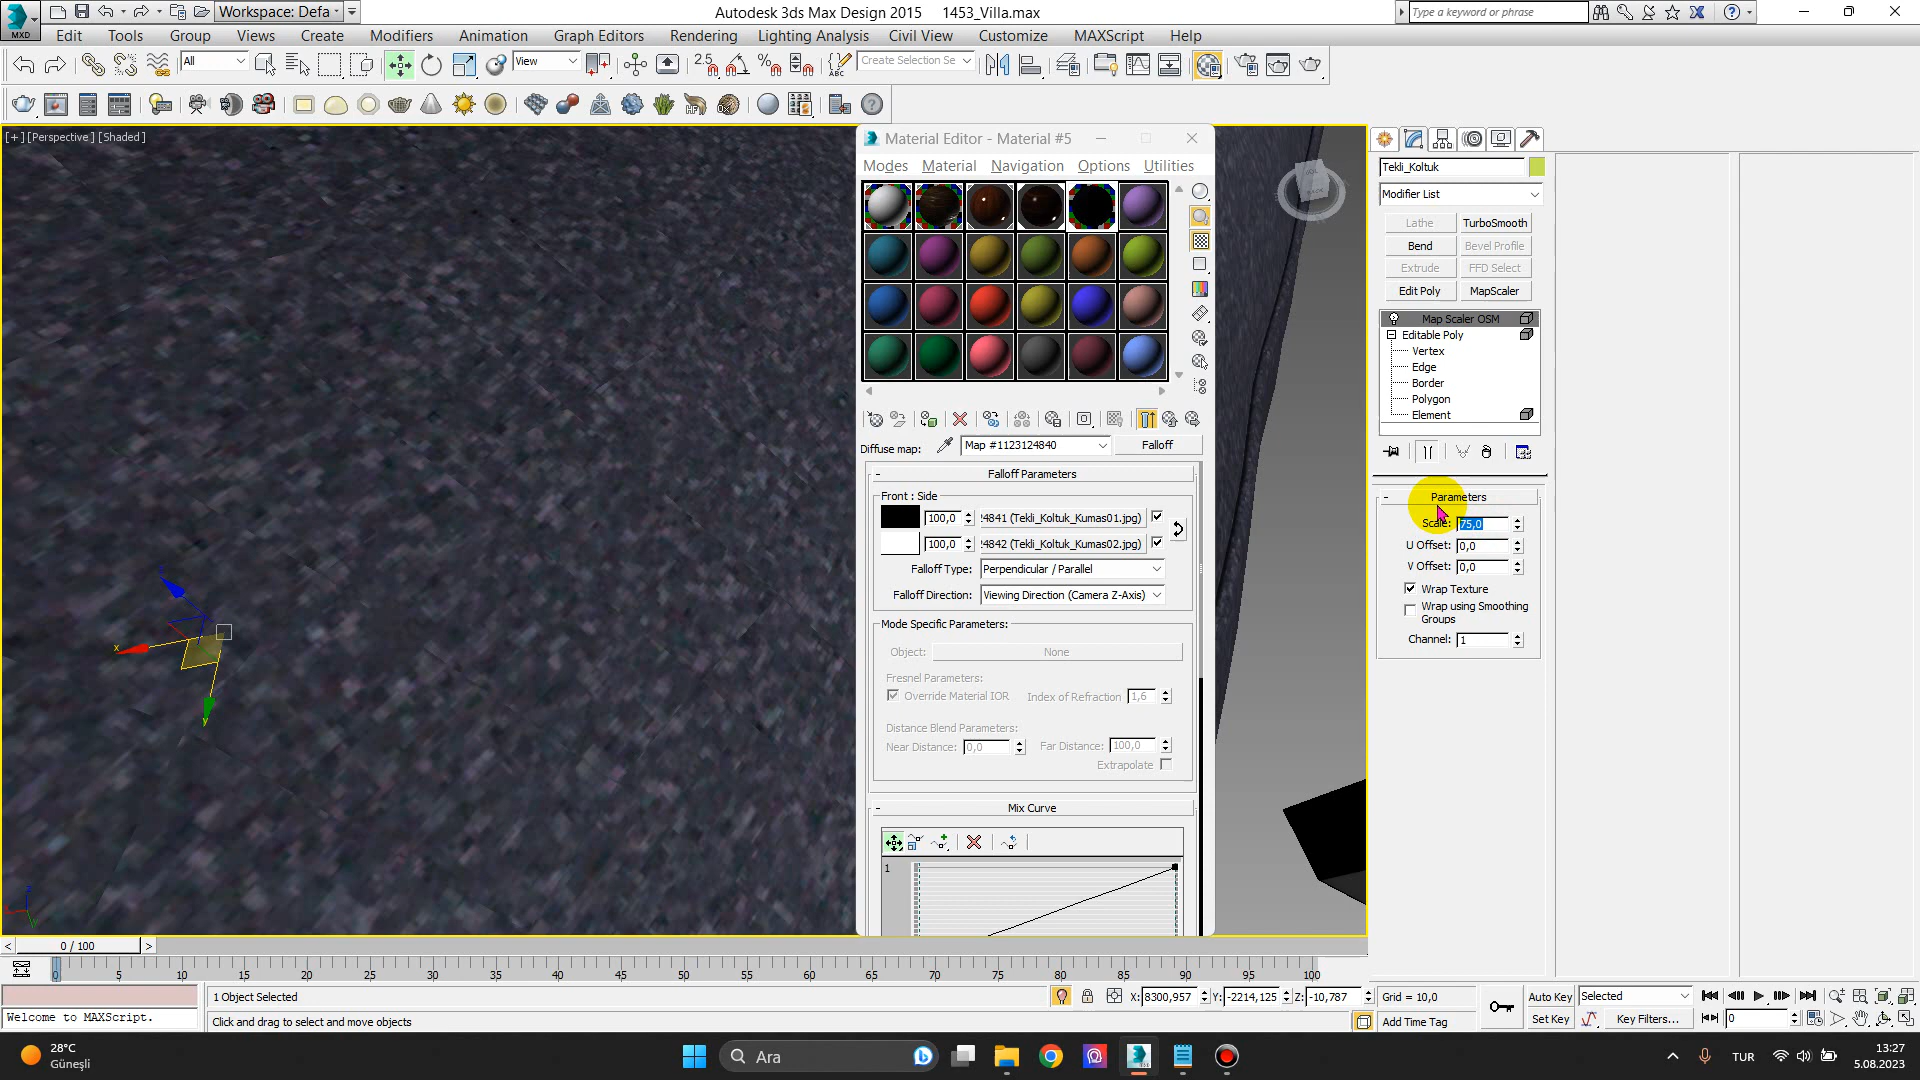 Workspace: Defa
Autodesk 3ds Max Design 2015 1453_Villa.max
Type a keyword or phrase
MXD
Edit Tools Group Views Create Modifiers Animation Graph Editors Rendering Lighting Analysis Civil View Customize MAXScript Help
All
View
2.5
Create Selection Se
[+] [Perspective] [Shaded]
Material Editor - Material #5
Modes Material Navigation Options Utilities
Diffuse map:
Map #1123124840
Falloff
Falloff Parameters
Front : Side
100,0 !4841 (Tekli_Koltuk_Kumas01.jpg)
100,0 !4842 (Tekli_Koltuk_Kumas02.jpg)
Falloff Type: Perpendicular / Parallel
Falloff Direction: Viewing Direction (Camera Z-Axis)
Mode Specific Parameters:
Object: None
Fresnel Parameters:
Override Material IOR Index of Refraction 1,6
Distance Blend Parameters:
Near Distance: 0,0 Far Distance: 100,0
Extrapolate
Mix Curve
1
Tekli_Koltuk
Modifier List
Lathe TurboSmooth
Bend Bevel Profile
Extrude FFD Select
Edit Poly MapScaler
Map Scaler OSM
Editable Poly
Vertex
Edge
Border
Polygon
Element
Parameters
Scale: 75,0
U Offset: 0,0
V Offset: 0,0
Wrap Texture
Wrap using Smoothing
Groups
Channel: 1
x
y
z
0 / 100
0 5 10 15 20 25 30 35 40 45 50 55 60 65 70 75 80 85 90 95 100
Welcome to MAXScript.
1 Object Selected
Click and drag to select and move objects
X: 8300,957 Y: -2214,125 Z: -10,787
Grid = 10,0
Add Time Tag
Auto Key
Selected
Set Key
Key Filters...
0
28°C
Güneşli
Ara
TUR
13:27
5.08.2023